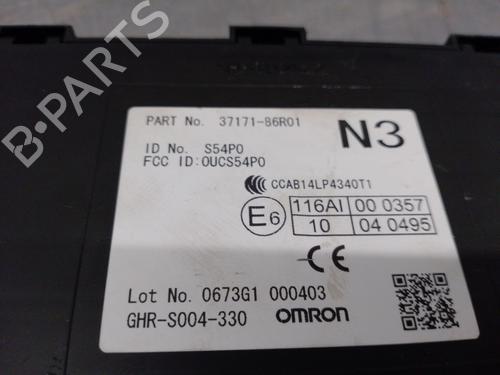 PART No. 37171-86R01
N3
ID No. S54P0
FCC ID:OUCS54P0
CCAB14LP4340T1
E6
116AI 00 0357
10 04 0495
CE
Lot No. 0673G1 000403
GHR-S004-330 OMRON
B-PARTS